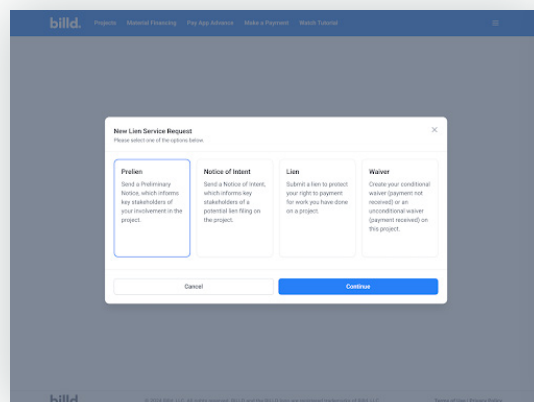 billd. Projects Material Financing Pay App Advance Make a Payment Watch Tutorial
New Lien Service Request
Please select one of the options below
Prelien
Send a Preliminary
Notice, which informs
key stakeholders of
your involvement in the
project.
Notice of Intent
Send a Notice of Intent,
which informs key
stakeholders of a
potential lien filing on
the project.
Lien
Submit a lien to protect
your right to payment
for work you have done
on a project.
Waiver
Create your conditional
waiver (payment not
received) or an
unconditional waiver
(payment received) on
this project.
Cancel
Continue
billd.